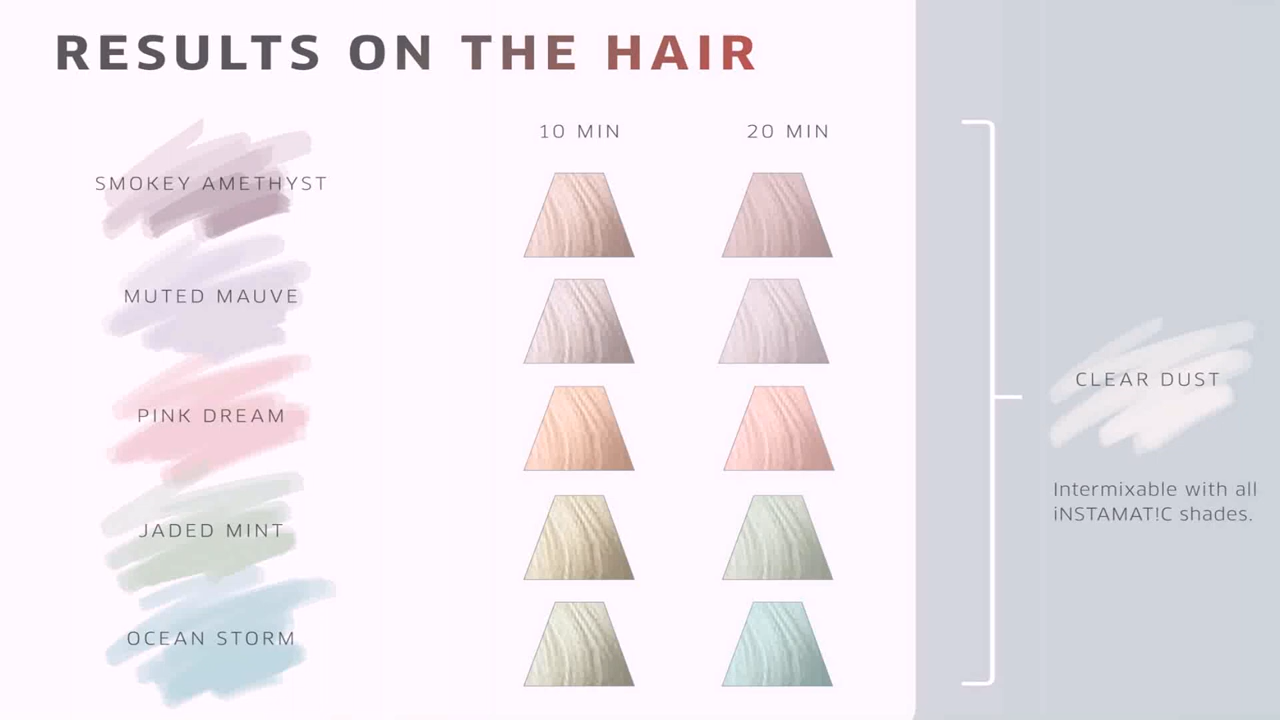 RESULTS ON THE HAIR
10 MIN
20 MIN
SMOKEY AMETHYST
MUTED MAUVE
PINK DREAM
JADED MINT
OCEAN STORM
CLEAR DUST
Intermixable with all
iNSTAMAT!C shades.